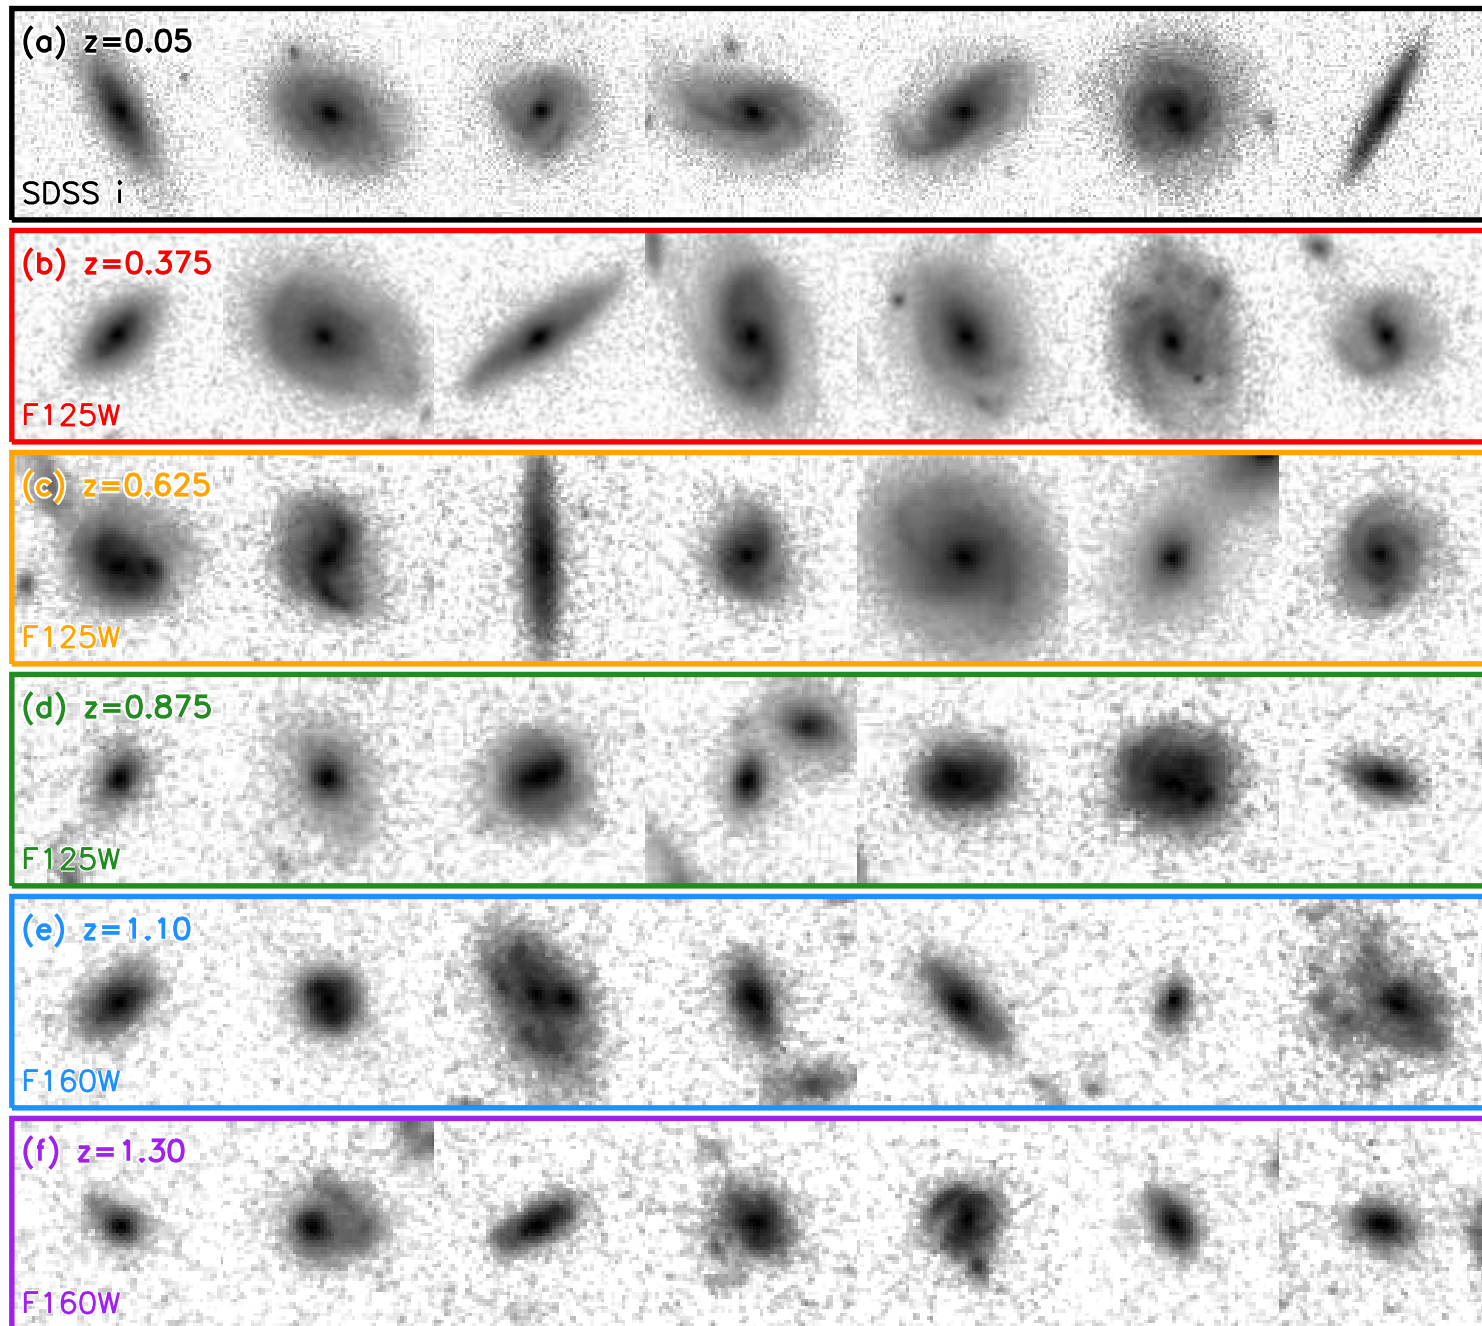 (a) z=0.05
SDSS i
(b) z=0.375
F125W
(c) z=0.625
F125W
(d) z=0.875
F125W
(e) z=1.10
F160W
(f) z=1.30
F160W